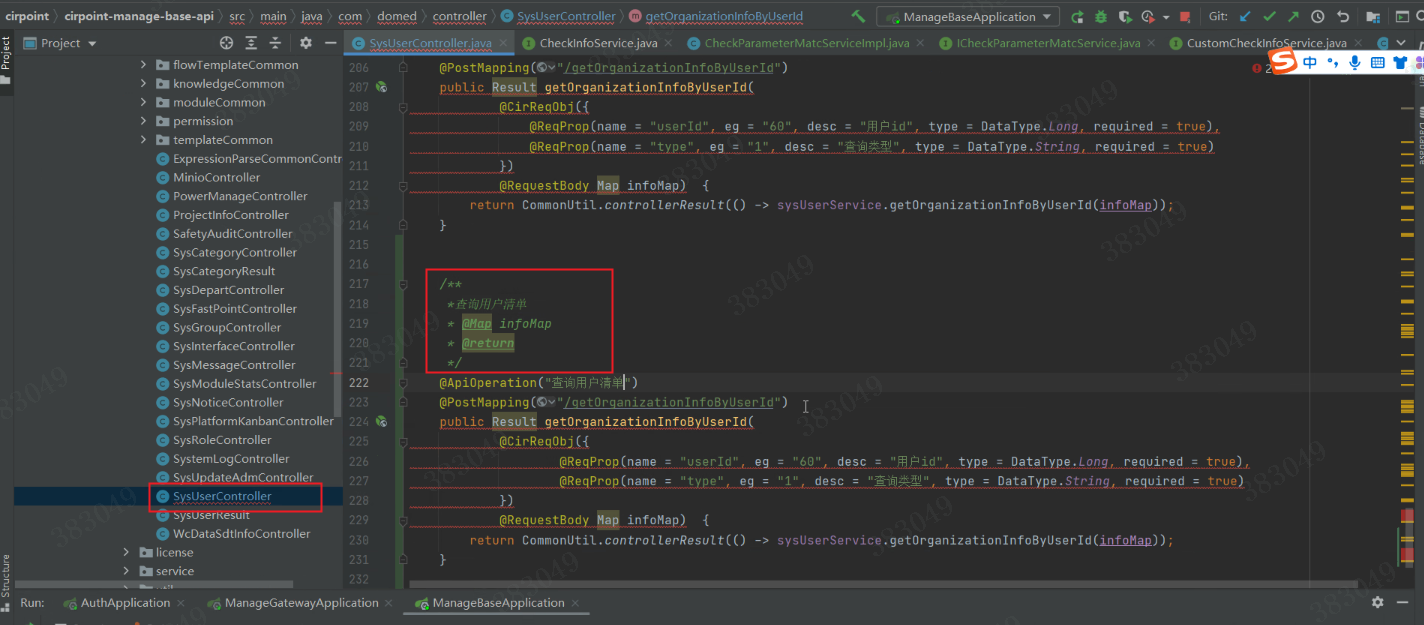 cirpoint cirpoint-manage-base-api src main java com domed controller SysUserController getOrganizationInfoByUserId ManageBaseApplication Git:
Project SysUserController.java CheckInfoService.java CheckParameterMatcServiceImpl.java ICheckParameterMatcService.java CustomCheckInfoService.java
中
Project
flowTemplateCommon
knowledgeCommon
moduleCommon
permission
templateCommon
ExpressionParseCommonContr
MinioController
PowerManageController
ProjectInfoController
SafetyAuditController
SysCategoryController
SysCategoryResult
SysDepartController
SysFastPointController
SysGroupController
SysInterfaceController
SysMessageController
SysModuleStatsController
SysNoticeController
SysPlatformKanbanController
SysRoleController
SystemLogController
SysUpdateAdmController
SysUserController
SysUserResult
WcDataSdtInfoController
license
service
Structure
206 @PostMapping("/getOrganizationInfoByUserId")
207 public Result getOrganizationInfoByUserId(
208 @CirReqObj({
209 @ReqProp(name = "userId", eg = "60", desc = "用户id", type = DataType.Long, required = true),
210 @ReqProp(name = "type", eg = "1", desc = "查询类型", type = DataType.String, required = true)
211 })
212 @RequestBody Map infoMap) {
213 return CommonUtil.controllerResult(() -> sysUserService.getOrganizationInfoByUserId(infoMap));
214 }
215
216
217 /**
218 *查询用户清单
219 * @Map infoMap
220 * @return
221 */
222 @ApiOperation("查询用户清单")
223 @PostMapping("/getOrganizationInfoByUserId")
224 public Result getOrganizationInfoByUserId(
225 @CirReqObj({
226 @ReqProp(name = "userId", eg = "60", desc = "用户id", type = DataType.Long, required = true),
227 @ReqProp(name = "type", eg = "1", desc = "查询类型", type = DataType.String, required = true)
228 })
229 @RequestBody Map infoMap) {
230 return CommonUtil.controllerResult(() -> sysUserService.getOrganizationInfoByUserId(infoMap));
231 }
232
Run: AuthApplication ManageGatewayApplication ManageBaseApplication
383049